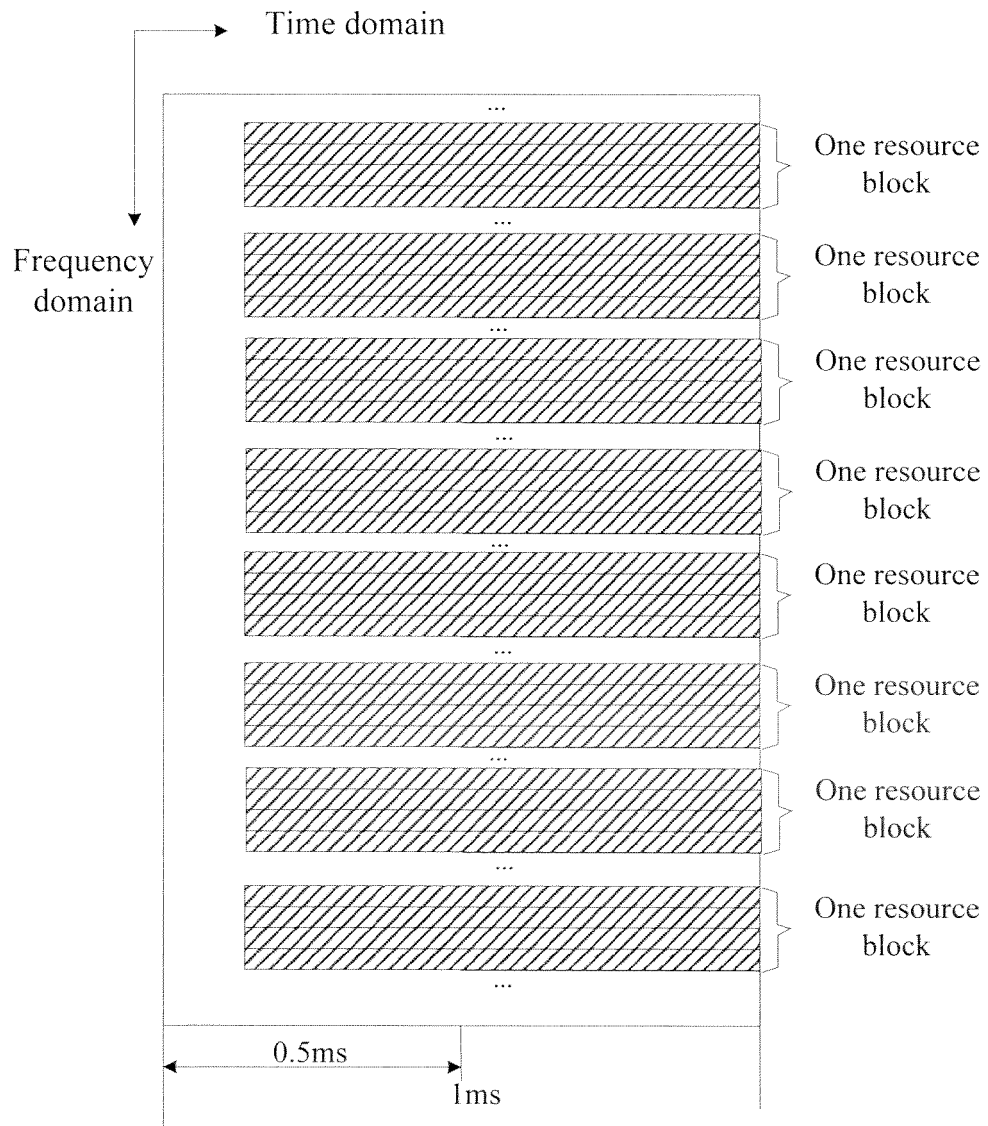 Time domain
...
One resource
block
...
Frequency
domain
One resource
block
...
One resource
block
...
One resource
block
...
One resource
block
...
One resource
block
...
One resource
block
...
One resource
block
...
0.5ms
1ms